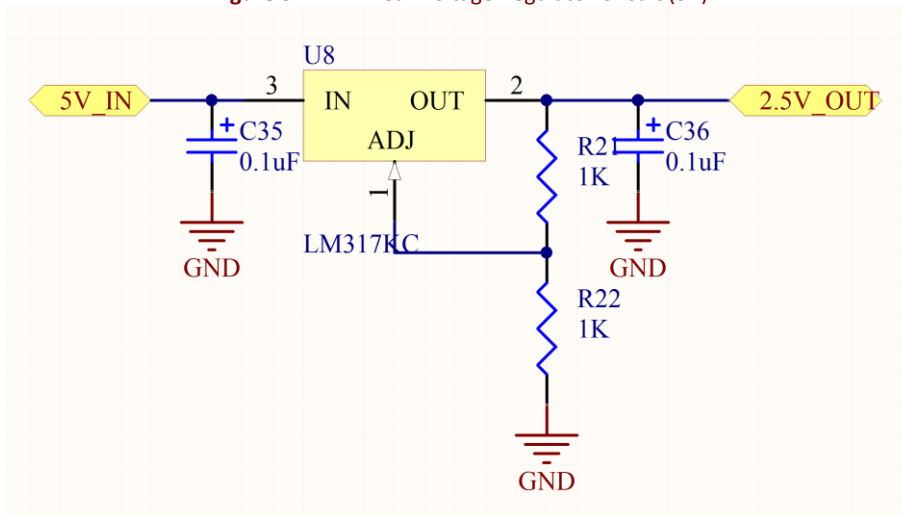 U8
5V_IN
3
IN
OUT
2
2.5V_OUT
ADJ
1
C35
0.1uF
R21
1K
C36
0.1uF
LM317KC
GND
GND
R22
1K
GND